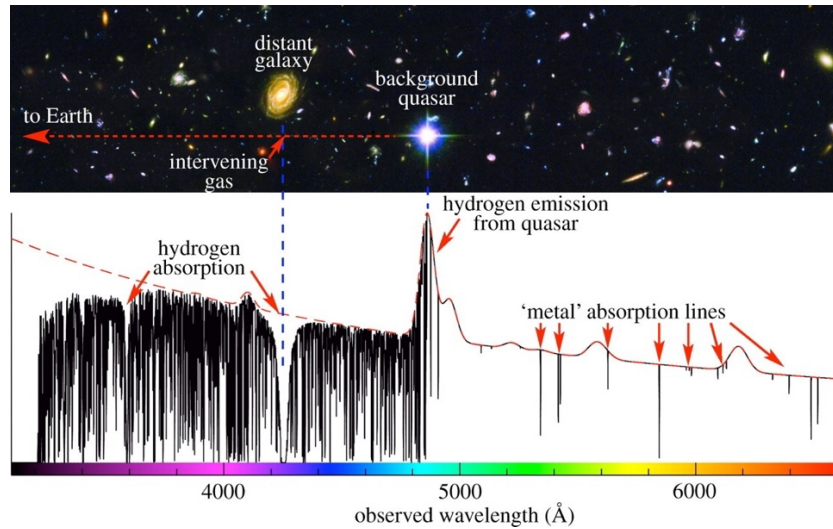 distant
galaxy
background
quasar
to Earth
intervening
gas
hydrogen emission
from quasar
hydrogen
absorption
‘metal’ absorption lines
4000
5000
6000
observed wavelength (Å)